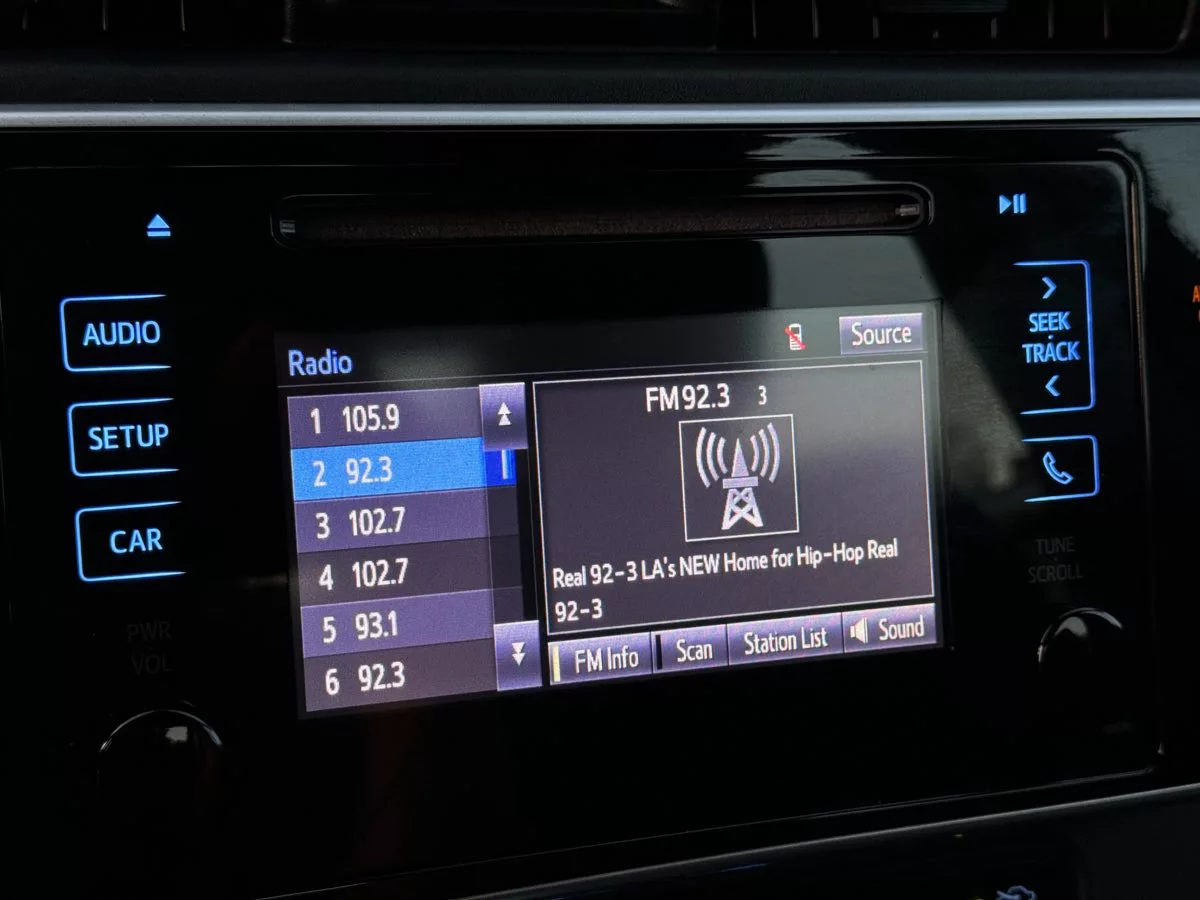 AUDIO
SETUP
CAR
PWR
VOL
Radio
Source
1 105.9
2 92.3
3 102.7
4 102.7
5 93.1
6 92.3
FM 92.3 3
Real 92-3 LA's NEW Home for Hip-Hop Real
92-3
FM Info
Scan
Station List
Sound
SEEK
TRACK
TUNE
SCROLL